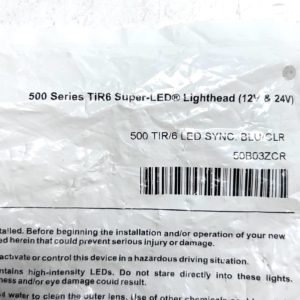 500 Series TiR6 Super-LED® Lighthead (12V & 24V)
500 TIR/6 LED SYNC. BLU/CLR
50B03ZCR
talled. Before beginning the installation and/or operation of your new
ed herein that could prevent serious injury or damage.
activate or control this device in a hazardous driving situation.
ntains high-intensity LEDs. Do not stare directly into these lights.
ness and/or eye damage could result.
water to clean the outer lens. Use of other chemicals